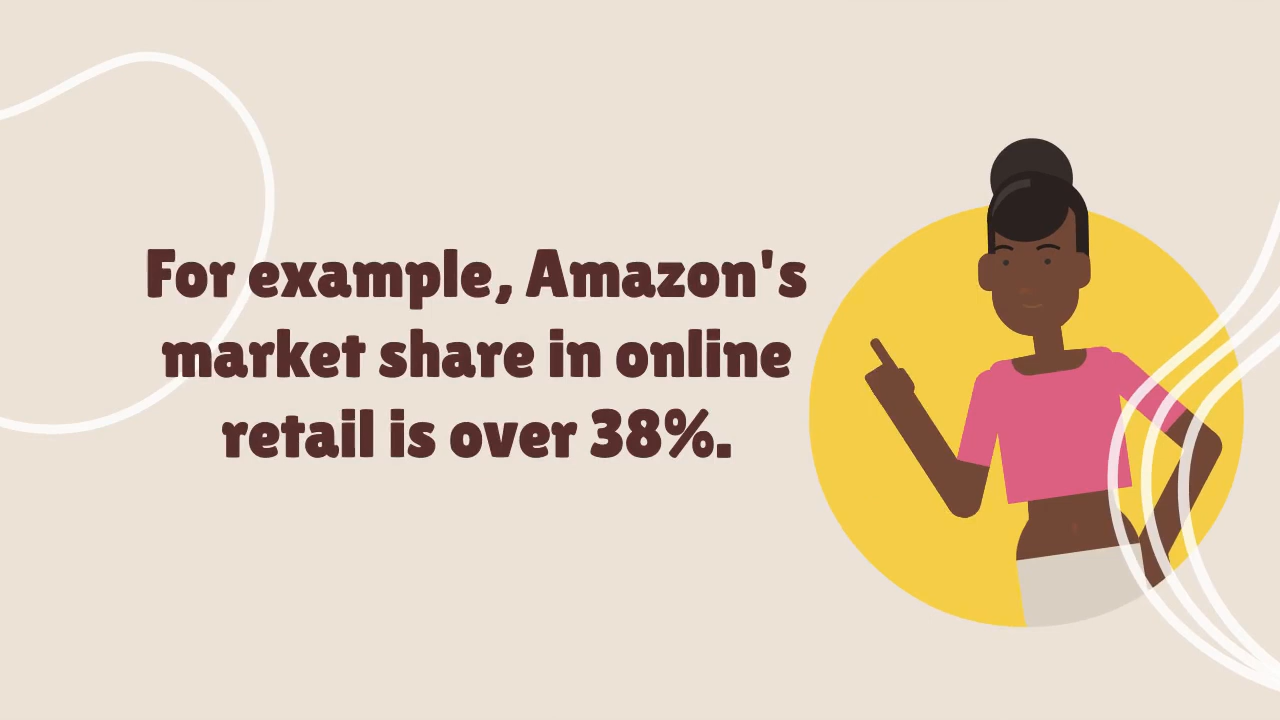 For example, Amazon's
market share in online
retail is over 38%.